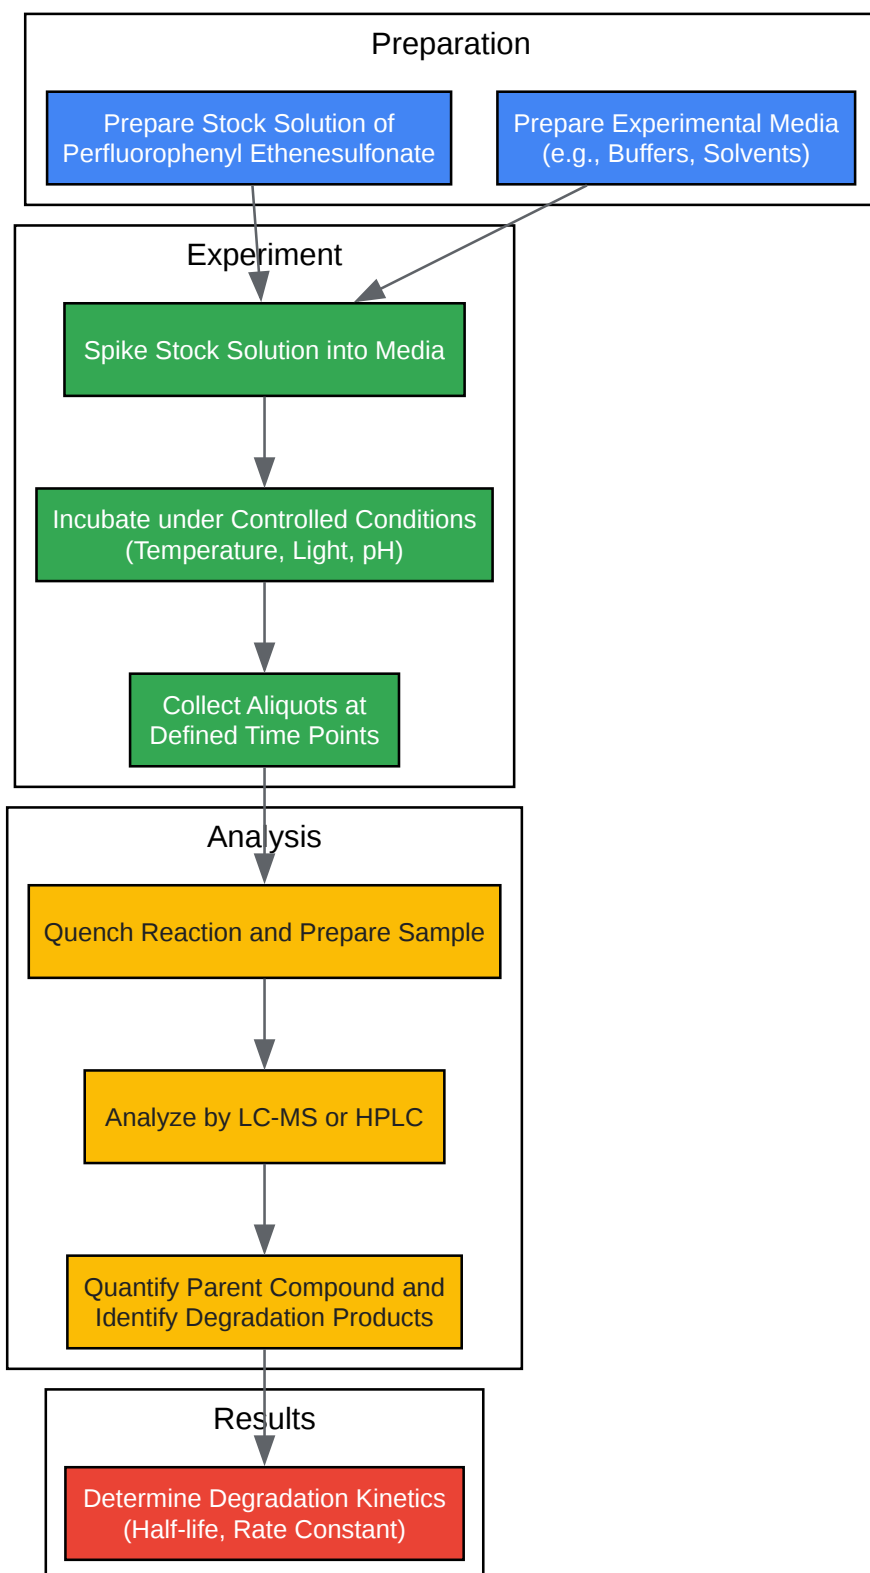 Preparation
Prepare Stock Solution of
Perfluorophenyl Ethenesulfonate
Prepare Experimental Media
(e.g., Buffers, Solvents)
Experiment
Spike Stock Solution into Media
Incubate under Controlled Conditions
(Temperature, Light, pH)
Collect Aliquots at
Defined Time Points
Analysis
Quench Reaction and Prepare Sample
Analyze by LC-MS or HPLC
Quantify Parent Compound and
Identify Degradation Products
Results
Determine Degradation Kinetics
(Half-life, Rate Constant)